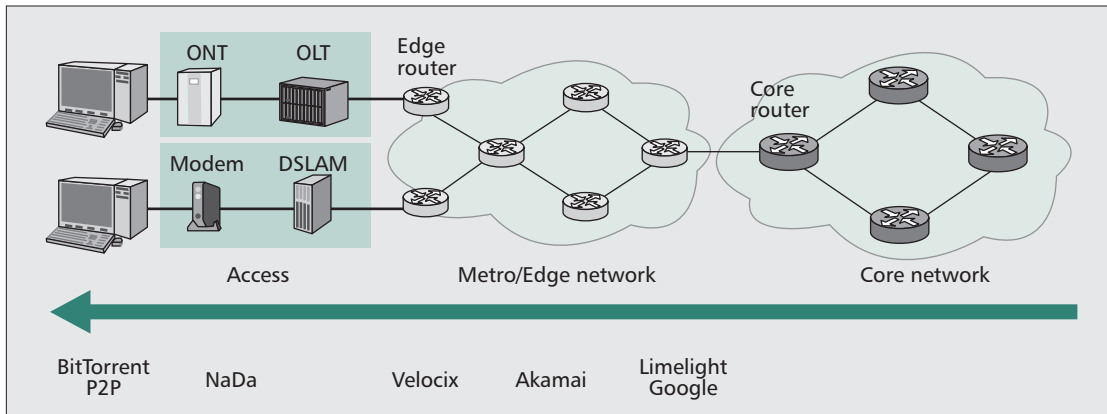 ONT
OLT
Edge
router
Core
router
Modem
DSLAM
Access
Metro/Edge network
Core network
BitTorrent
P2P
NaDa
Velocix
Akamai
Limelight
Google